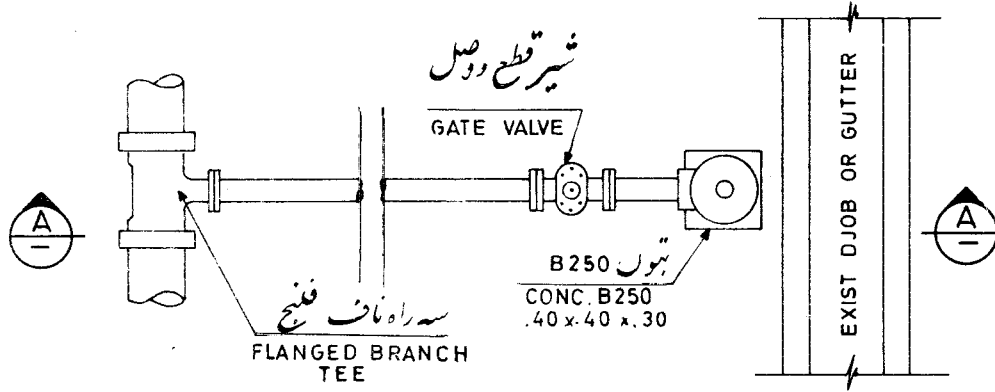 شیر قطع و وصل
GATE VALVE
A
—
سه راه ناف فلنج
FLANGED BRANCH
TEE
بتون B250
CONC. B250
.40 x .40 x .30
EXIST DJOB OR GUTTER
A
—